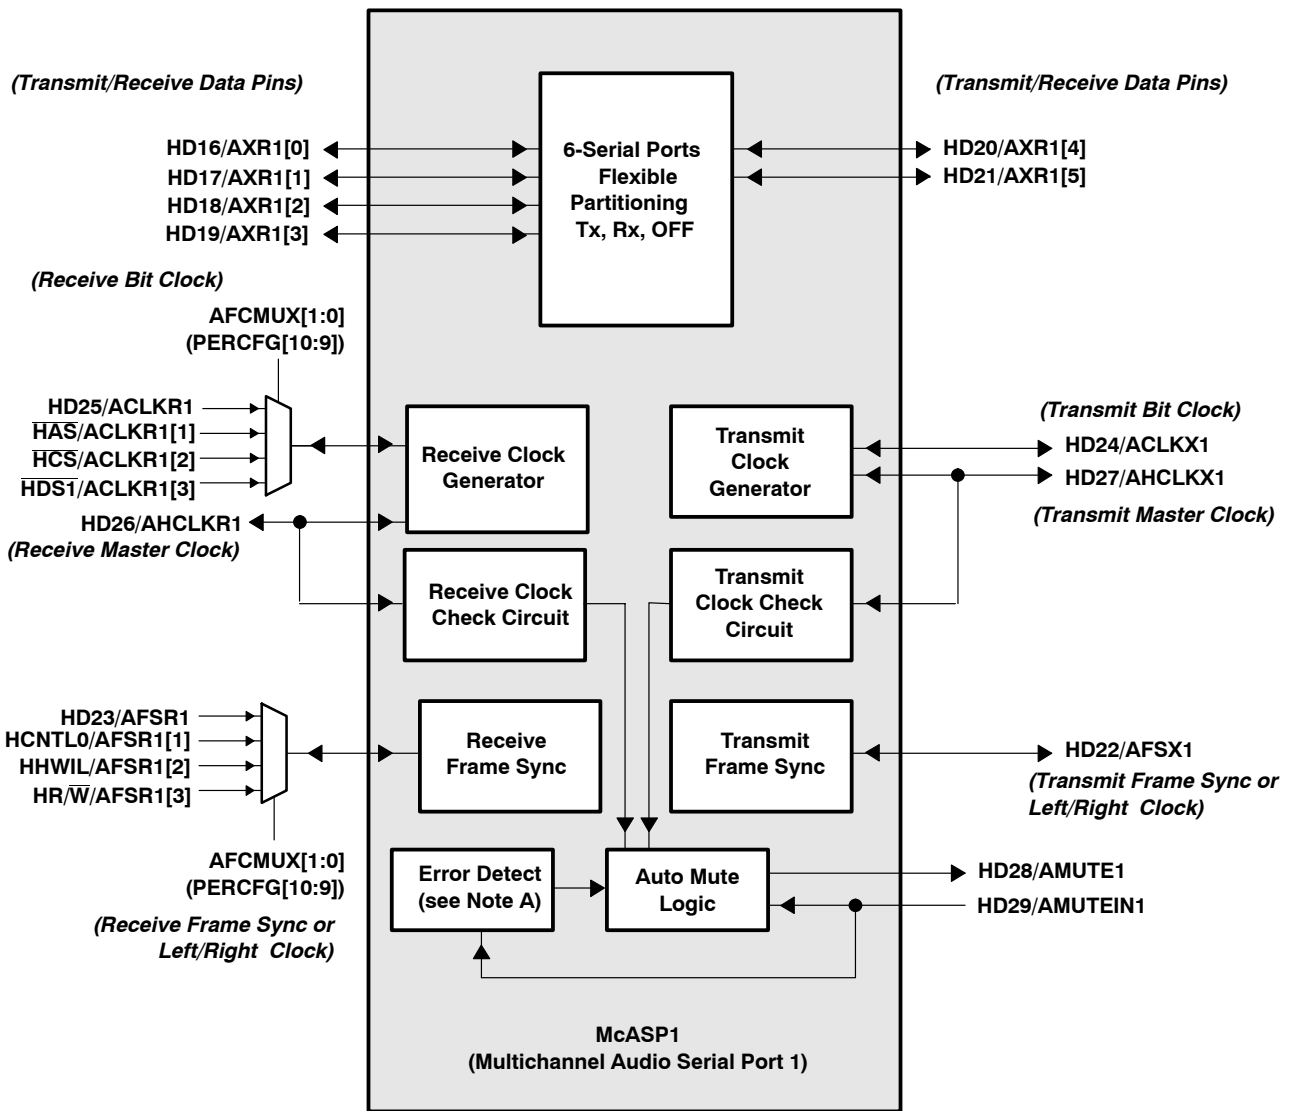 (Transmit/Receive Data Pins)
(Transmit/Receive Data Pins)
HD16/AXR1[0]
HD17/AXR1[1]
HD18/AXR1[2]
HD19/AXR1[3]
6-Serial Ports
Flexible
Partitioning
Tx, Rx, OFF
HD20/AXR1[4]
HD21/AXR1[5]
(Receive Bit Clock)
AFCMUX[1:0]
(PERCFG[10:9])
HD25/ACLKR1
H̅A̅S̅/ACLKR1[1]
H̅C̅S̅/ACLKR1[2]
H̅D̅S̅1̅/ACLKR1[3]
HD26/AHCLKR1
(Receive Master Clock)
Receive Clock
Generator
Transmit
Clock
Generator
(Transmit Bit Clock)
HD24/ACLKX1
HD27/AHCLKX1
(Transmit Master Clock)
Receive Clock
Check Circuit
Transmit
Clock Check
Circuit
HD23/AFSR1
HCNTL0/AFSR1[1]
HHWIL/AFSR1[2]
HR/W̅/AFSR1[3]
Receive
Frame Sync
Transmit
Frame Sync
HD22/AFSX1
(Transmit Frame Sync or
Left/Right Clock)
AFCMUX[1:0]
(PERCFG[10:9])
(Receive Frame Sync or
Left/Right Clock)
Error Detect
(see Note A)
Auto Mute
Logic
HD28/AMUTE1
HD29/AMUTEIN1
McASP1
(Multichannel Audio Serial Port 1)